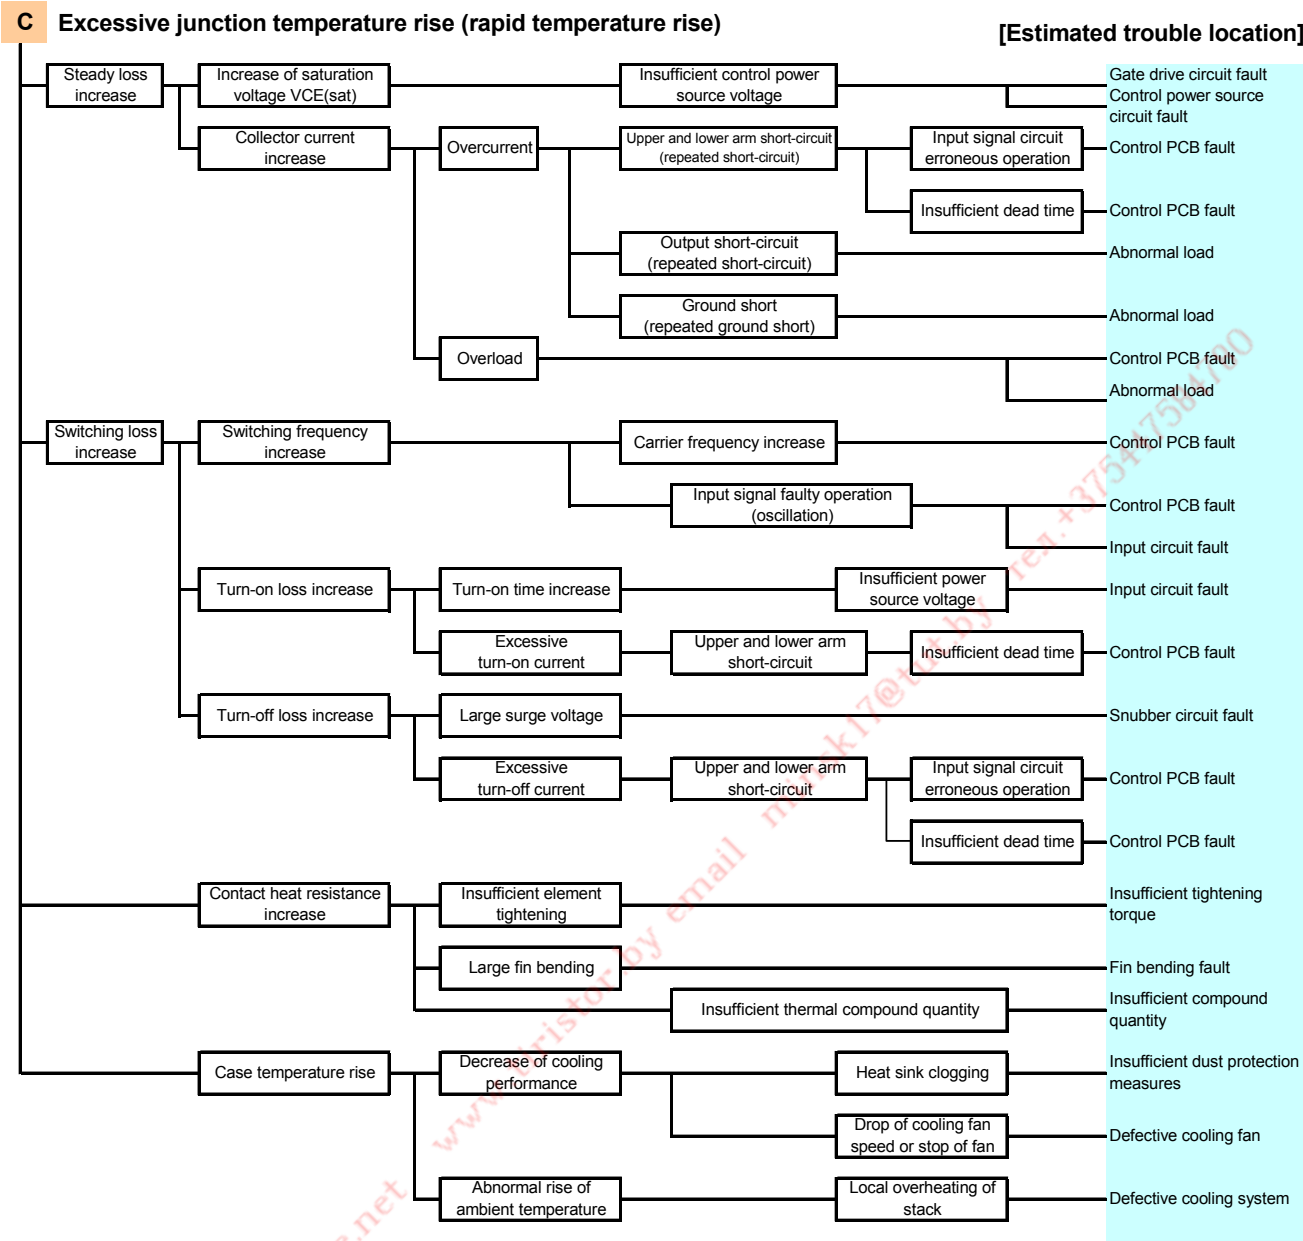 C Excessive junction temperature rise (rapid temperature rise)
[Estimated trouble location]
Steady loss
increase
Increase of saturation
voltage VCE(sat)
Insufficient control power
source voltage
Gate drive circuit fault
Control power source
circuit fault
Collector current
increase
Overcurrent
Upper and lower arm short-circuit
(repeated short-circuit)
Input signal circuit
erroneous operation
Control PCB fault
Insufficient dead time
Control PCB fault
Output short-circuit
(repeated short-circuit)
Abnormal load
Ground short
(repeated ground short)
Abnormal load
Overload
Control PCB fault
Abnormal load
Switching loss
increase
Switching frequency
increase
Carrier frequency increase
Control PCB fault
Input signal faulty operation
(oscillation)
Control PCB fault
Input circuit fault
Turn-on loss increase
Turn-on time increase
Insufficient power
source voltage
Input circuit fault
Excessive
turn-on current
Upper and lower arm
short-circuit
Insufficient dead time
Control PCB fault
Turn-off loss increase
Large surge voltage
Snubber circuit fault
Excessive
turn-off current
Upper and lower arm
short-circuit
Input signal circuit
erroneous operation
Control PCB fault
Insufficient dead time
Control PCB fault
Contact heat resistance
increase
Insufficient element
tightening
Insufficient tightening
torque
Large fin bending
Fin bending fault
Insufficient thermal compound quantity
Insufficient compound
quantity
Case temperature rise
Decrease of cooling
performance
Heat sink clogging
Insufficient dust protection
measures
Drop of cooling fan
speed or stop of fan
Defective cooling fan
Abnormal rise of
ambient temperature
Local overheating of
stack
Defective cooling system
e.net www.tiristor.by email minsk17@tut.by тел.+375447584780